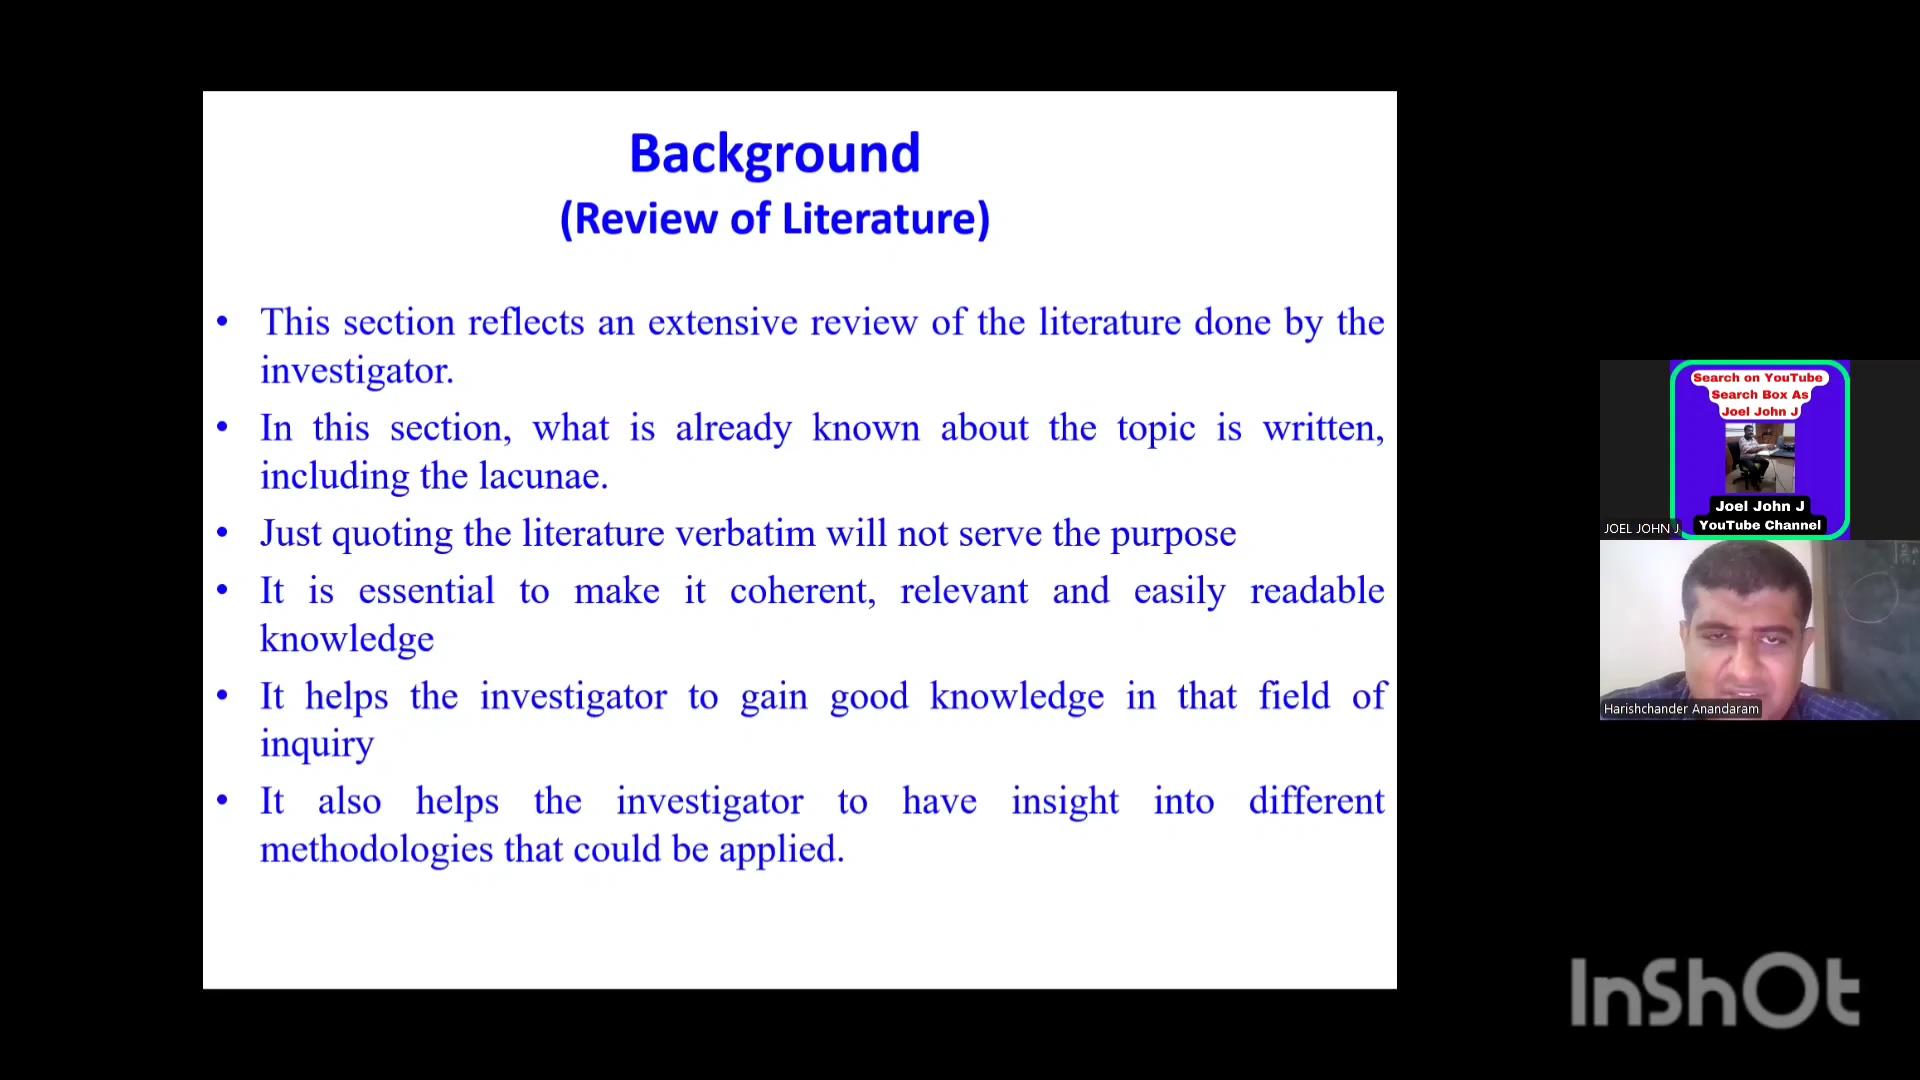 Background
(Review of Literature)
• This section reflects an extensive review of the literature done by the
investigator.
• In this section, what is already known about the topic is written,
including the lacunae.
• Just quoting the literature verbatim will not serve the purpose
• It is essential to make it coherent, relevant and easily readable
knowledge
• It helps the investigator to gain good knowledge in that field of
inquiry
• It also helps the investigator to have insight into different
methodologies that could be applied.
Search on YouTube
Search Box As
Joel John J
Joel John J
YouTube Channel
JOEL JOHN J
Harishchander Anandaram
InShOt